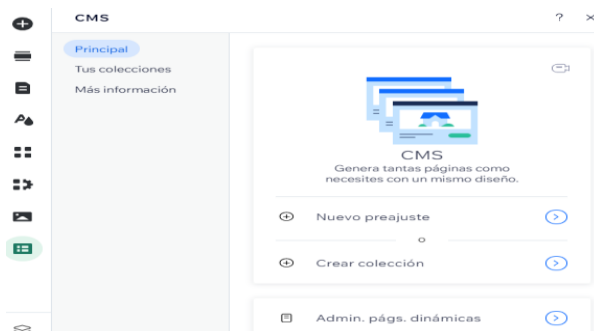 CMS
?
Principal
Tus colecciones
Más información
CMS
Genera tantas páginas como
necesites con un mismo diseño.
Nuevo preajuste
o
Crear colección
Admin. págs. dinámicas